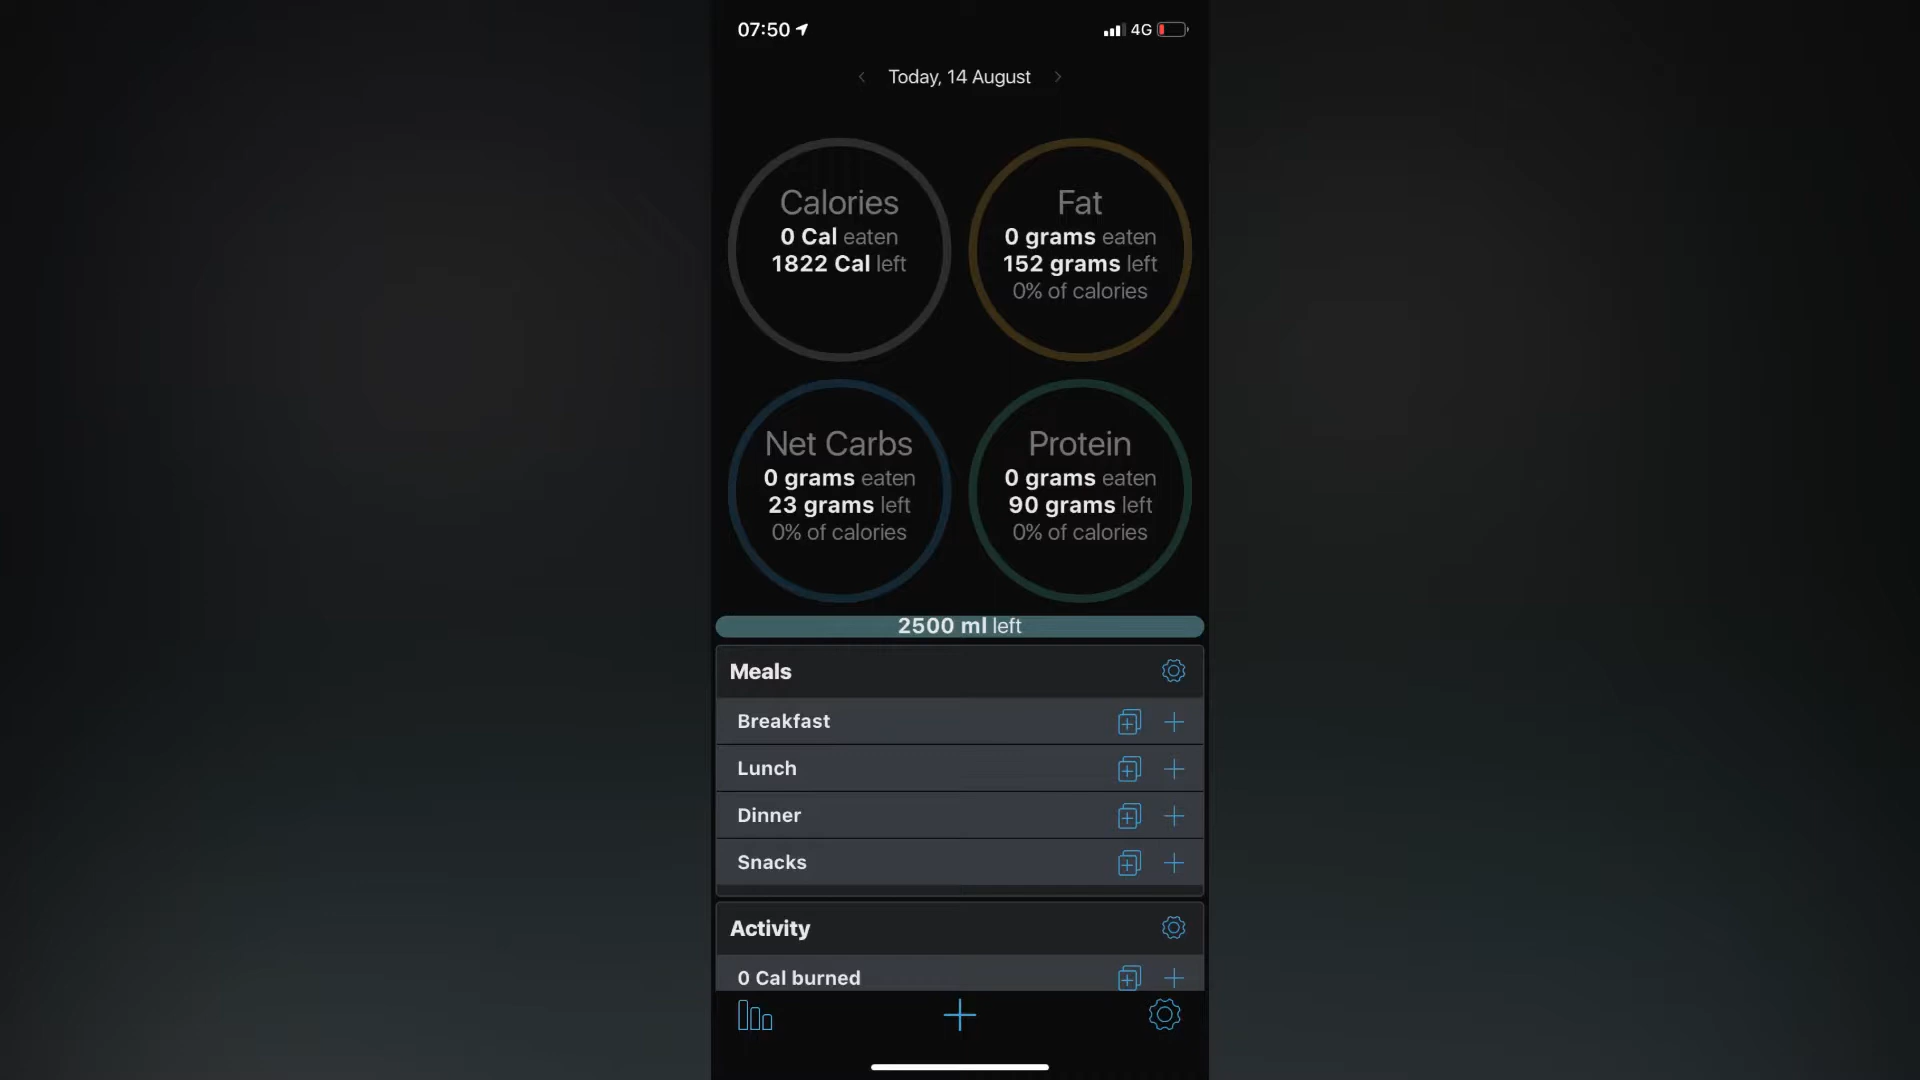 07:50
4G
Today, 14 August
Calories
0 Cal eaten
1822 Cal left
Fat
0 grams eaten
152 grams left
0% of calories
Net Carbs
0 grams eaten
23 grams left
0% of calories
Protein
0 grams eaten
90 grams left
0% of calories
2500 ml left
Meals
Breakfast
Lunch
Dinner
Snacks
Activity
0 Cal burned